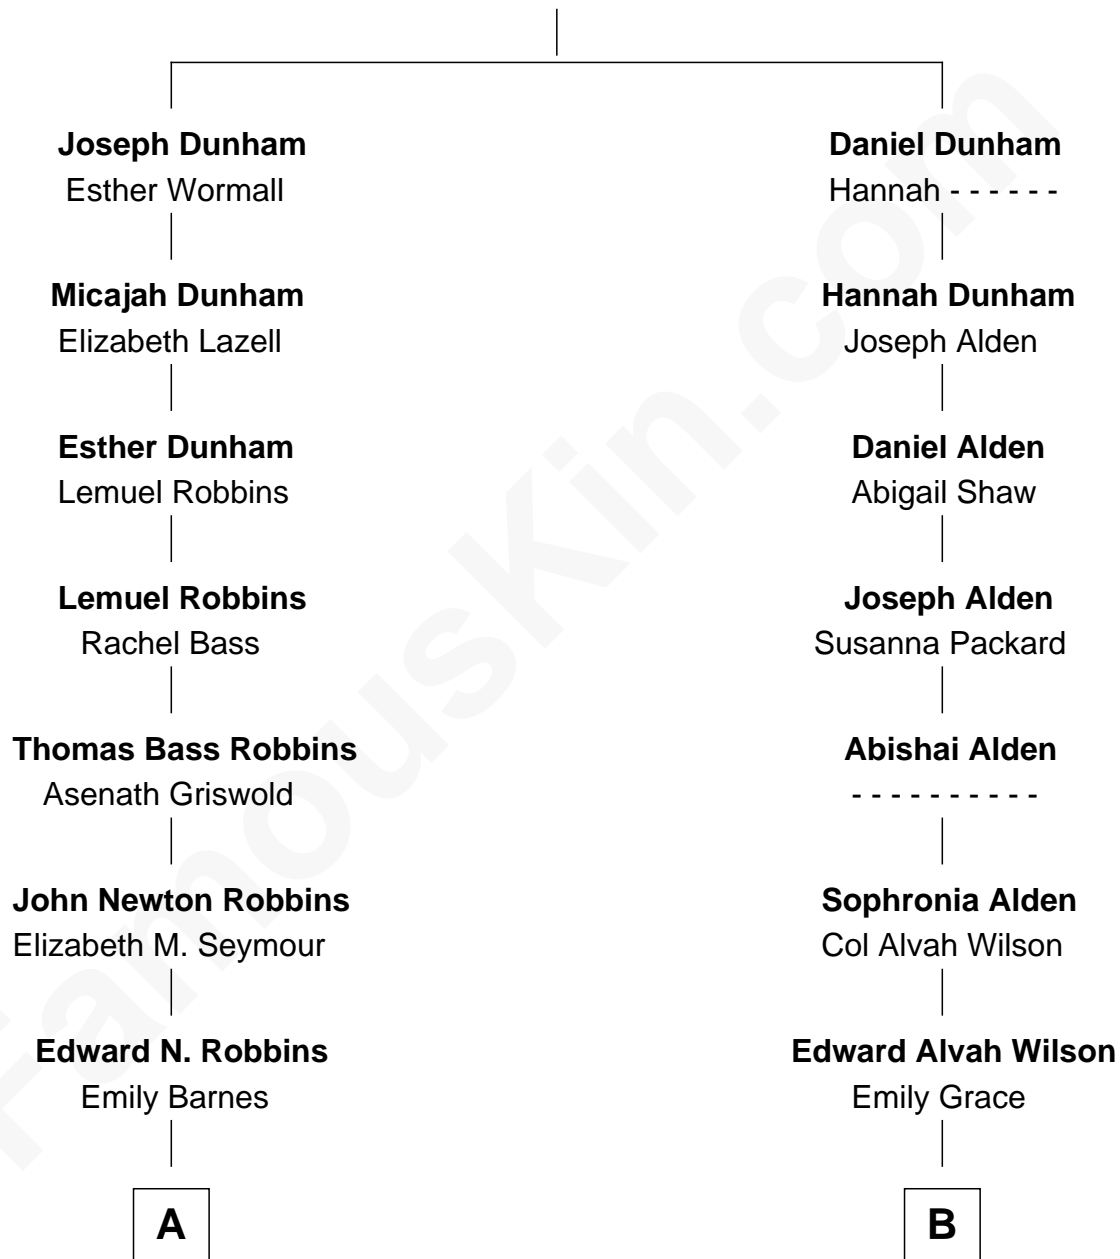 Joseph Dunham
Esther Wormall
Micajah Dunham
Elizabeth Lazell
Esther Dunham
Lemuel Robbins
Lemuel Robbins
Rachel Bass
Thomas Bass Robbins
Asenath Griswold
John Newton Robbins
Elizabeth M. Seymour
Edward N. Robbins
Emily Barnes
A
Daniel Dunham
Hannah - - - - - -
Hannah Dunham
Joseph Alden
Daniel Alden
Abigail Shaw
Joseph Alden
Susanna Packard
Abishai Alden
- - - - - - - - - -
Sophronia Alden
Col Alvah Wilson
Edward Alvah Wilson
Emily Grace
B
FamousKin.com